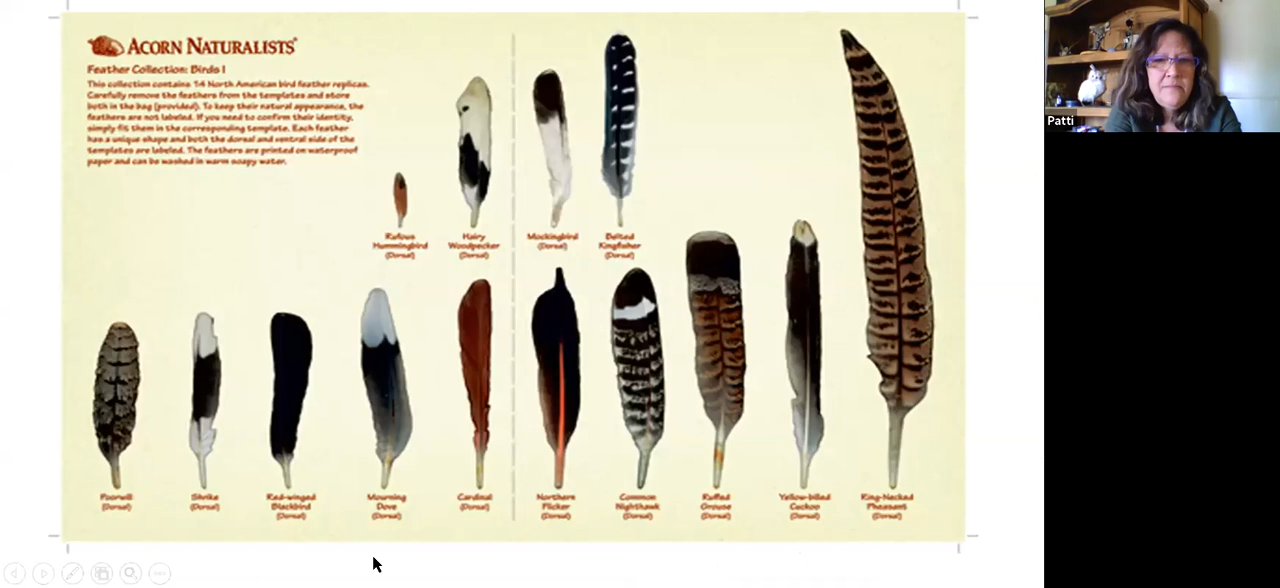 ACORN NATURALISTS®
Feather Collection: Birds I
This collection contains 14 North American bird feather replicas.
Carefully remove the feathers from the templates and store
both in the bag (provided). To keep their natural appearance, the
feathers are not labeled. If you need to confirm their identity,
simply fit them in the corresponding template. Each feather
has a unique shape and both the dorsal and ventral side of the
templates are labeled. The feathers are printed on waterproof
paper and can be washed in warm soapy water.
Patti
Rufous
Hummingbird
(Dorsal)
Hairy
Woodpecker
(Dorsal)
Mockingbird
(Dorsal)
Belted
Kingfisher
(Dorsal)
Poorwill
(Dorsal)
Shrike
(Dorsal)
Red-winged
Blackbird
(Dorsal)
Mourning
Dove
(Dorsal)
Cardinal
(Dorsal)
Northern
Flicker
(Dorsal)
Common
Nighthawk
(Dorsal)
Ruffed
Grouse
(Dorsal)
Yellow-billed
Cuckoo
(Dorsal)
Ring-Necked
Pheasant
(Dorsal)